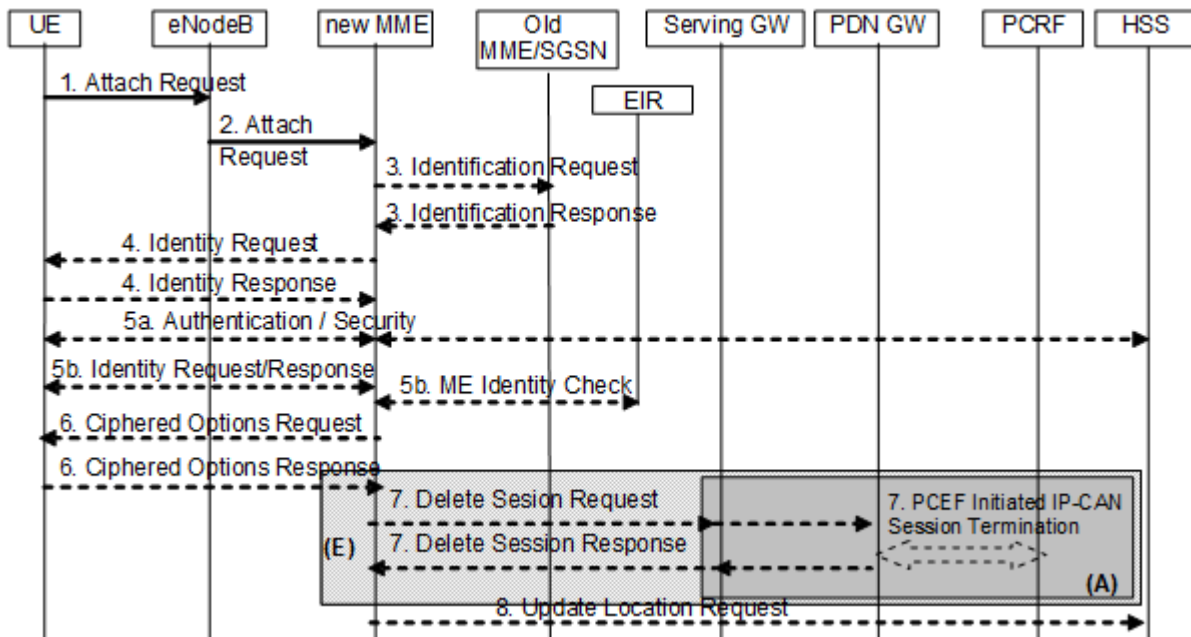 UE
eNodeB
new MME
Old
MME/SGSN
Serving GW
PDN GW
PCRF
HSS
EIR
1. Attach Request
2. Attach
Request
3. Identification Request
3. Identification Response
4. Identity Request
4. Identity Response
5a. Authentication / Security
5b. Identity Request/Response
5b. ME Identity Check
6. Ciphered Options Request
6. Ciphered Options Response
7. Delete Sesion Request
7. PCEF Initiated IP-CAN
Session Termination
(E)
7. Delete Session Response
(A)
8. Update Location Request